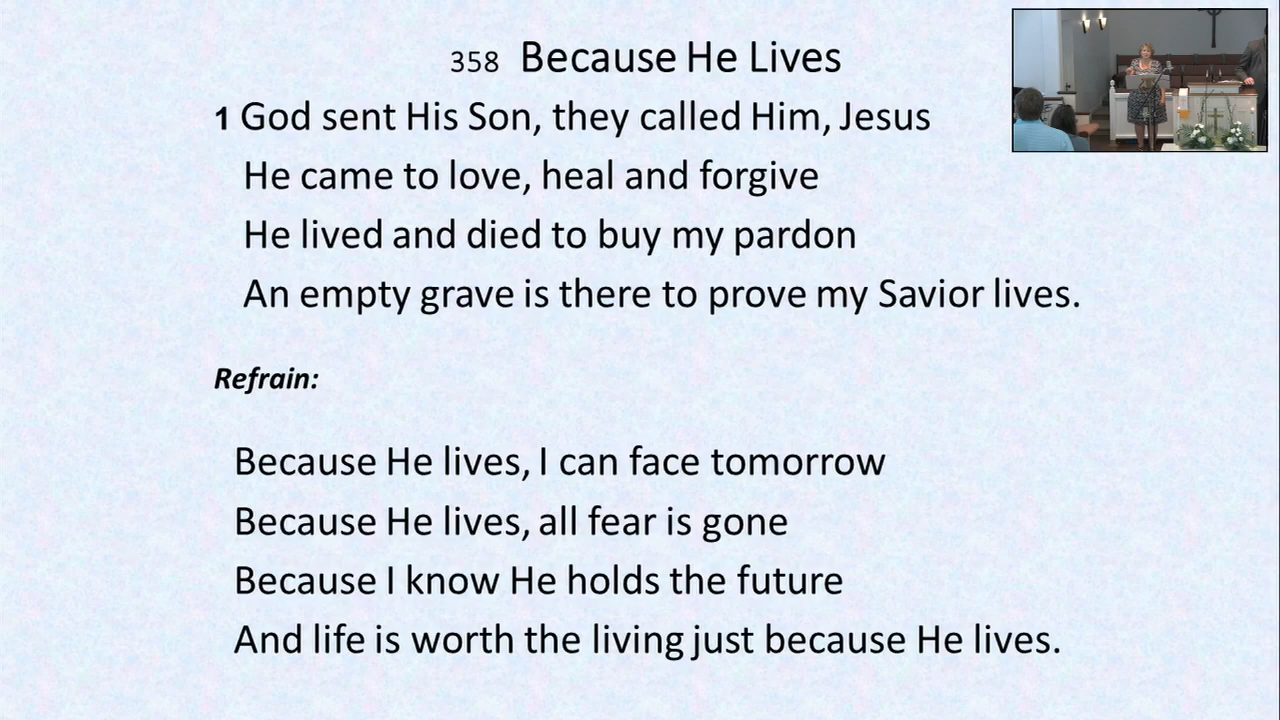 358 Because He Lives
1 God sent His Son, they called Him, Jesus
He came to love, heal and forgive
He lived and died to buy my pardon
An empty grave is there to prove my Savior lives.
Refrain:
Because He lives, I can face tomorrow
Because He lives, all fear is gone
Because I know He holds the future
And life is worth the living just because He lives.